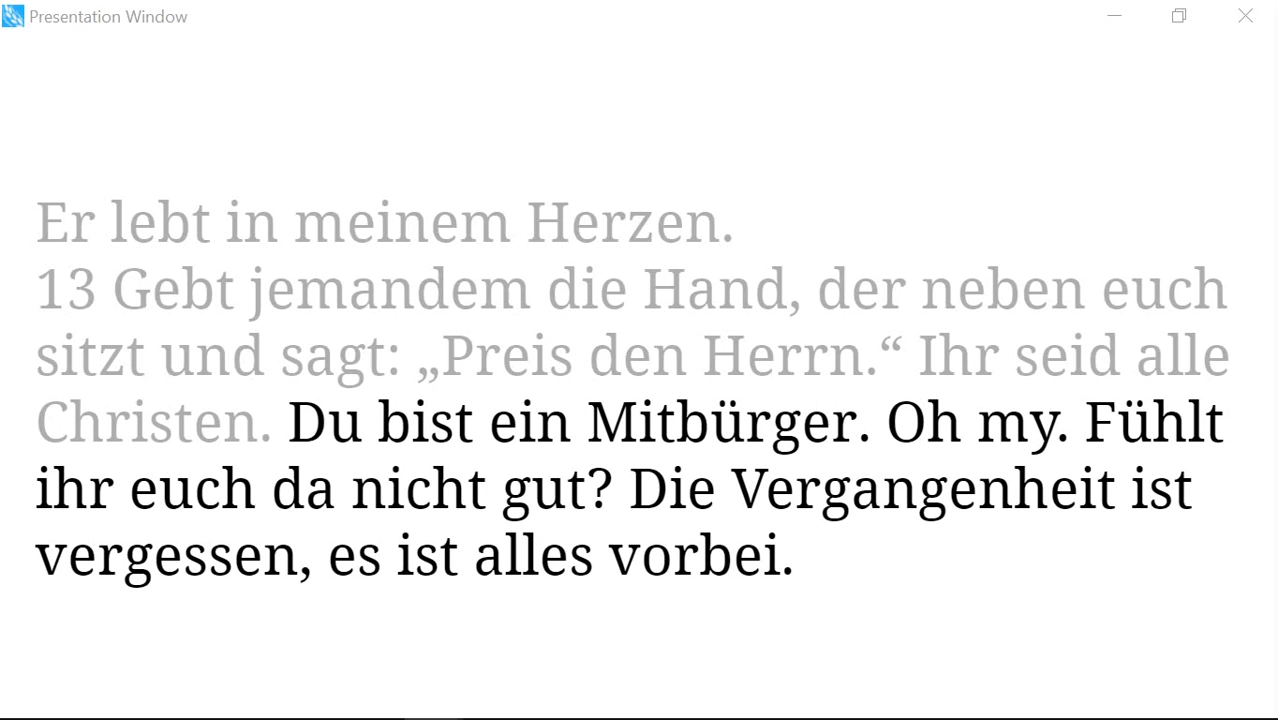 Presentation Window
Er lebt in meinem Herzen.
13 Gebt jemandem die Hand, der neben euch
sitzt und sagt: „Preis den Herrn.“ Ihr seid alle
Christen. Du bist ein Mitbürger. Oh my. Fühlt
ihr euch da nicht gut? Die Vergangenheit ist
vergessen, es ist alles vorbei.